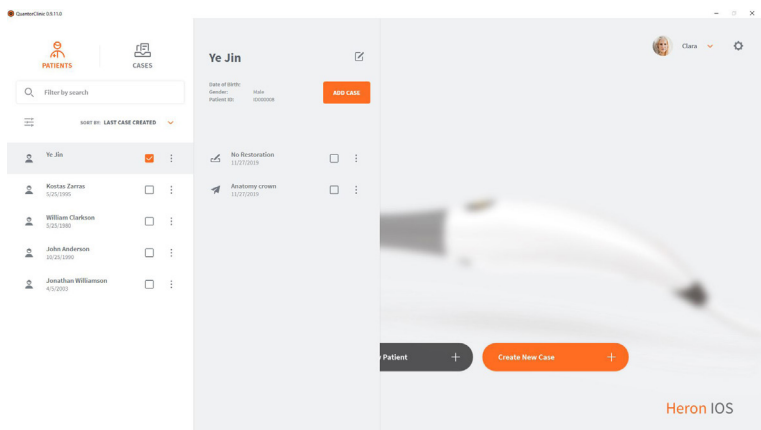 QuantorClinic 0.9.11.0
PATIENTS
CASES
Filter by search
SORT BY: LAST CASE CREATED
Ye Jin
Kostas Zarras
5/25/1995
William Clarkson
5/25/1980
John Anderson
10/25/1990
Jonathan Williamson
4/5/2003
Ye Jin
Date of Birth:
Gender: Male
Patient ID: ID00000R
ADD CASE
No Restoration
11/27/2019
Anatomy crown
11/27/2019
Clara
Patient
Create New Case
Heron IOS